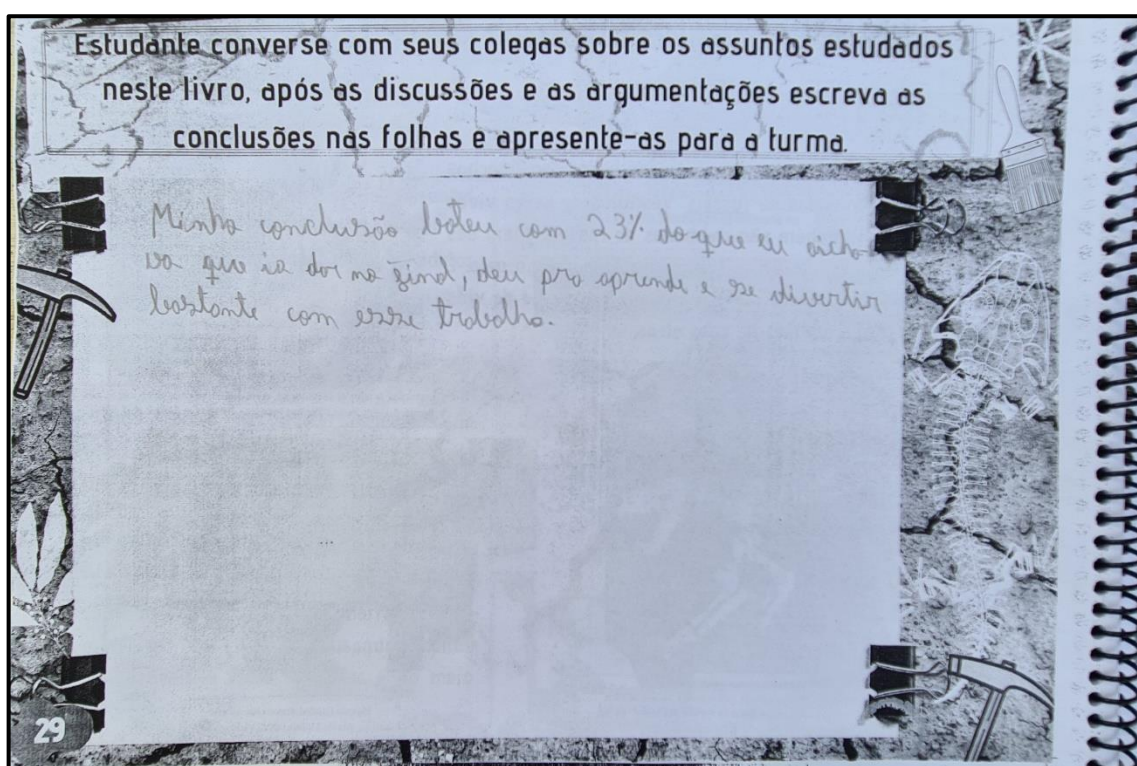 Estudante converse com seus colegas sobre os assuntos estudados
neste livro, após as discussões e as argumentações escreva as
conclusões nas folhas e apresente-as para a turma.
Minha conclusão bateu com 23% do que eu acha-
va que ia dar no final, deu pra aprende e se divertir
bastante com esse trabalho.
29